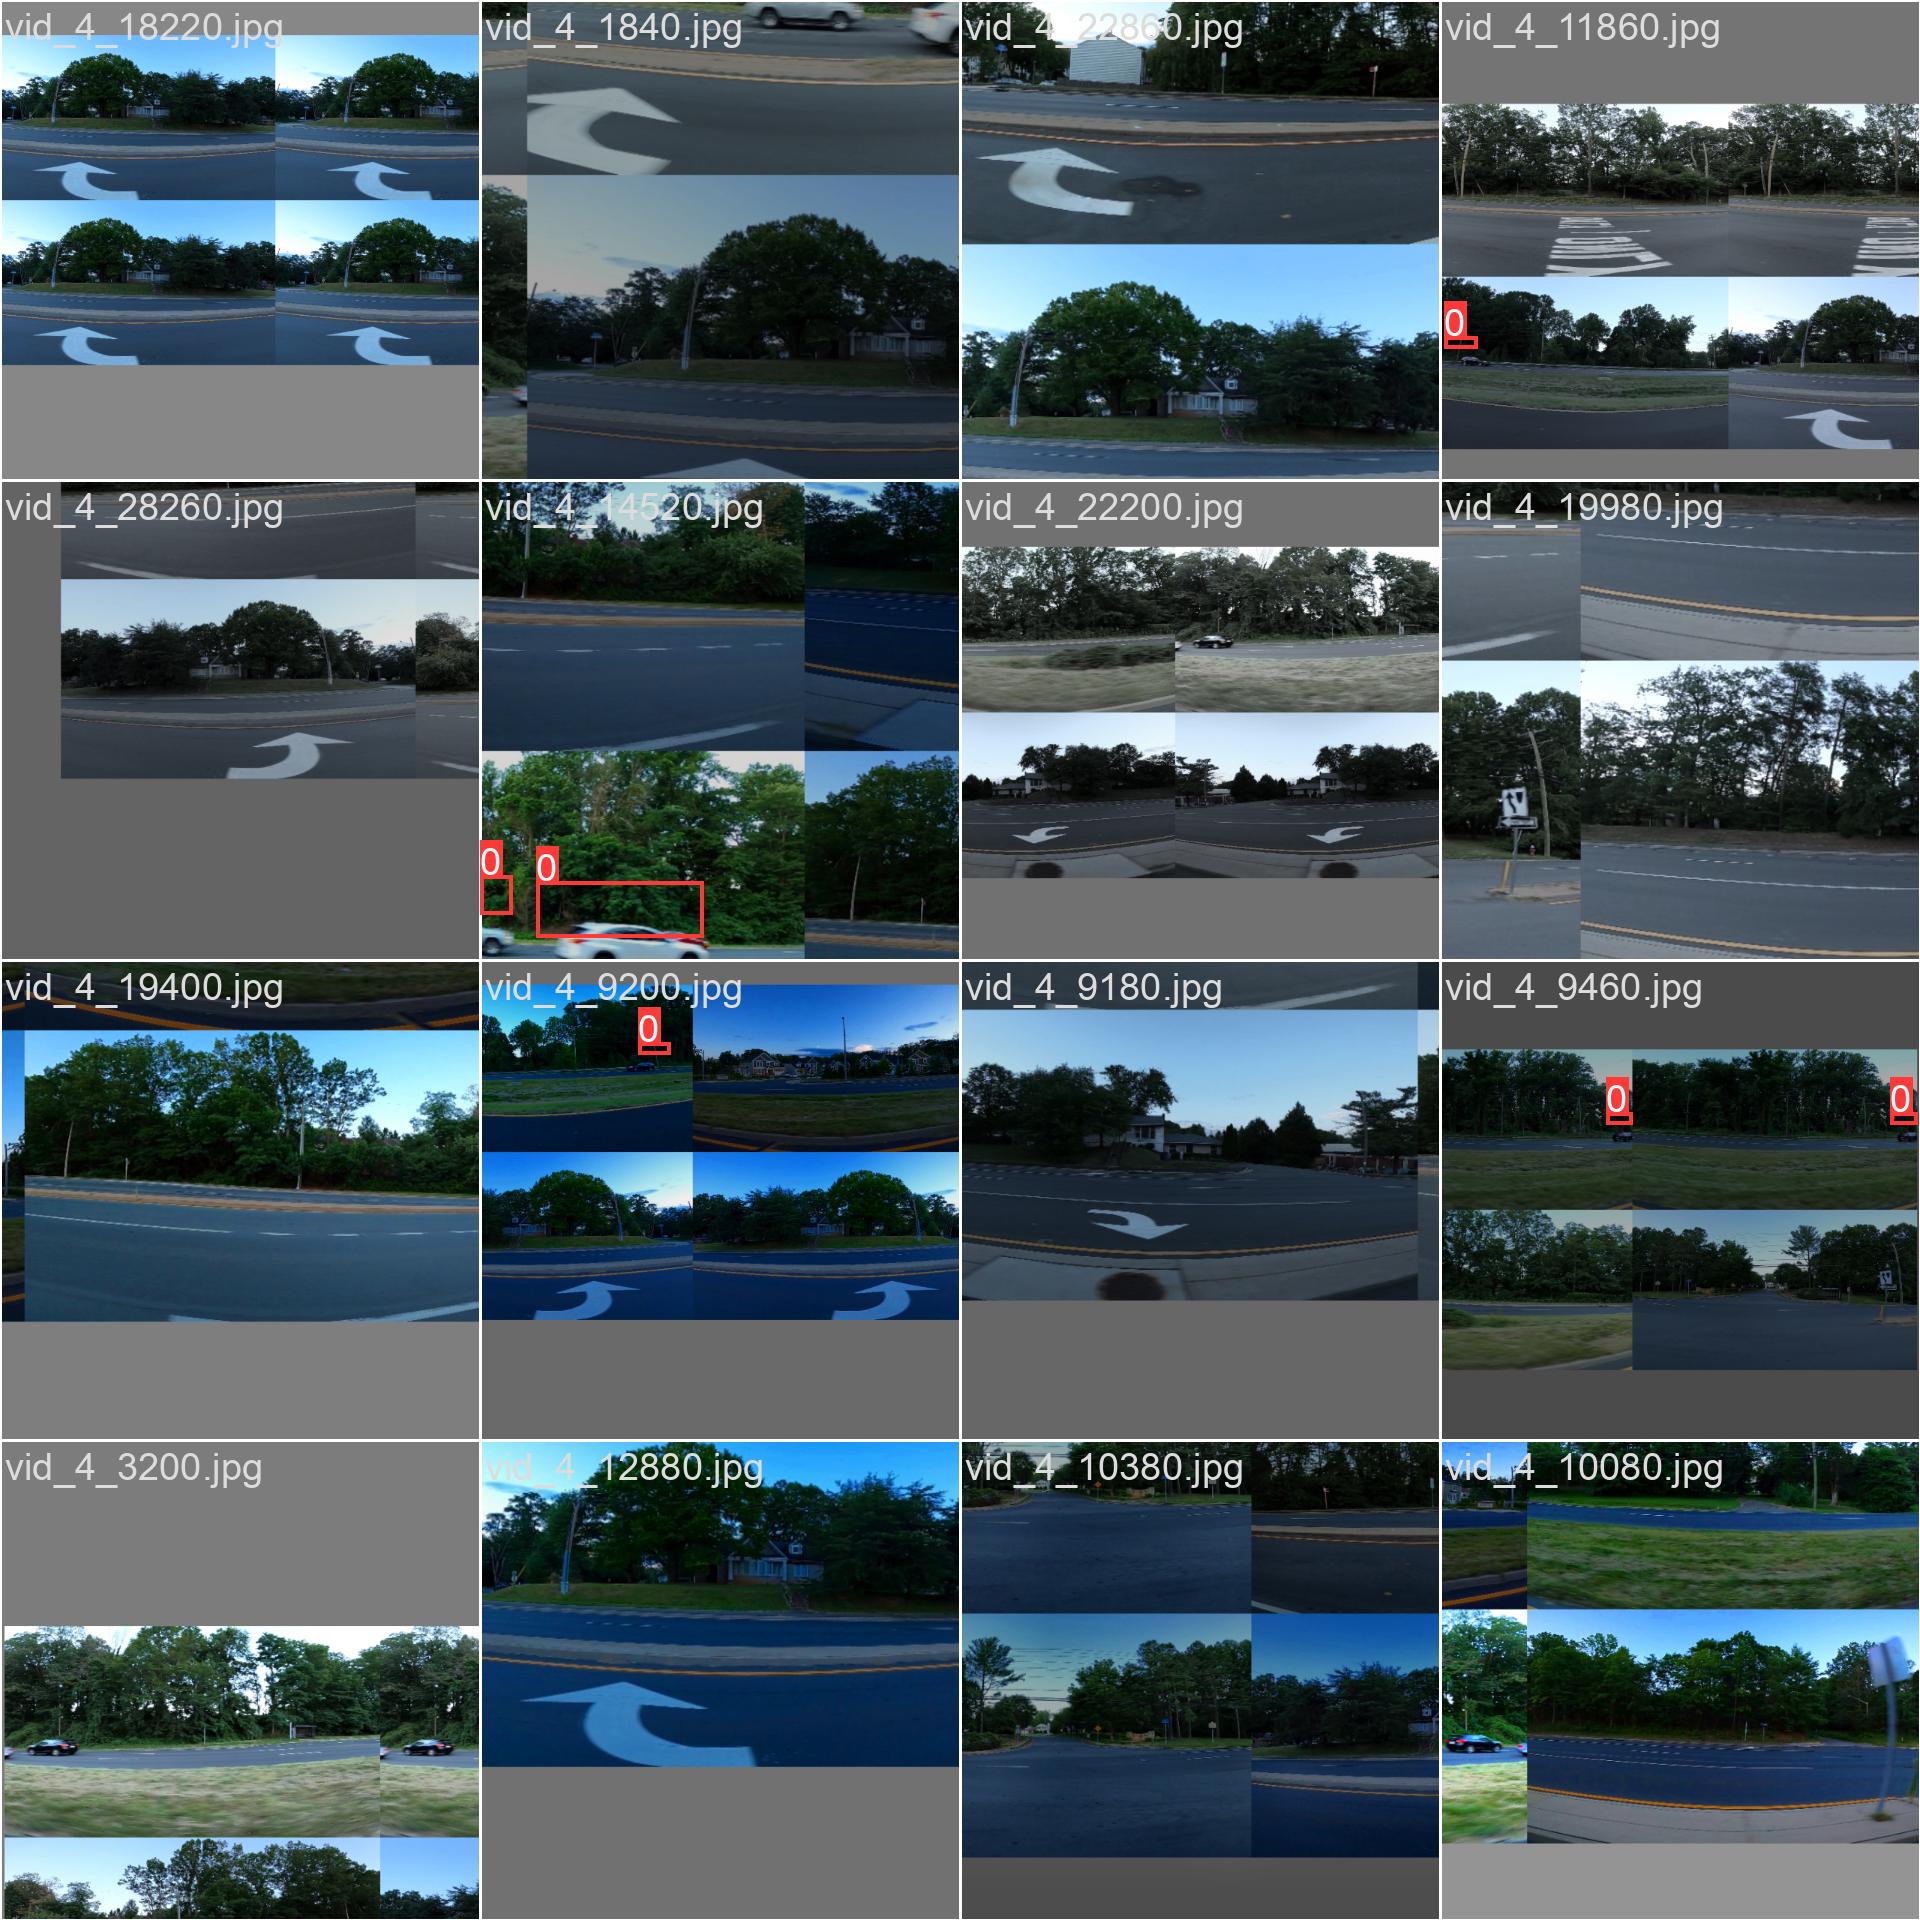 vid_4_18220.jpg
vid_4_1840.jpg
vid_4_22860.jpg
vid_4_11860.jpg
0
vid_4_28260.jpg
vid_4_14520.jpg
vid_4_22200.jpg
vid_4_19980.jpg
0
0
vid_4_19400.jpg
vid_4_9200.jpg
vid_4_9180.jpg
vid_4_9460.jpg
0
0
0
vid_4_3200.jpg
vid_4_12880.jpg
vid_4_10380.jpg
vid_4_10080.jpg